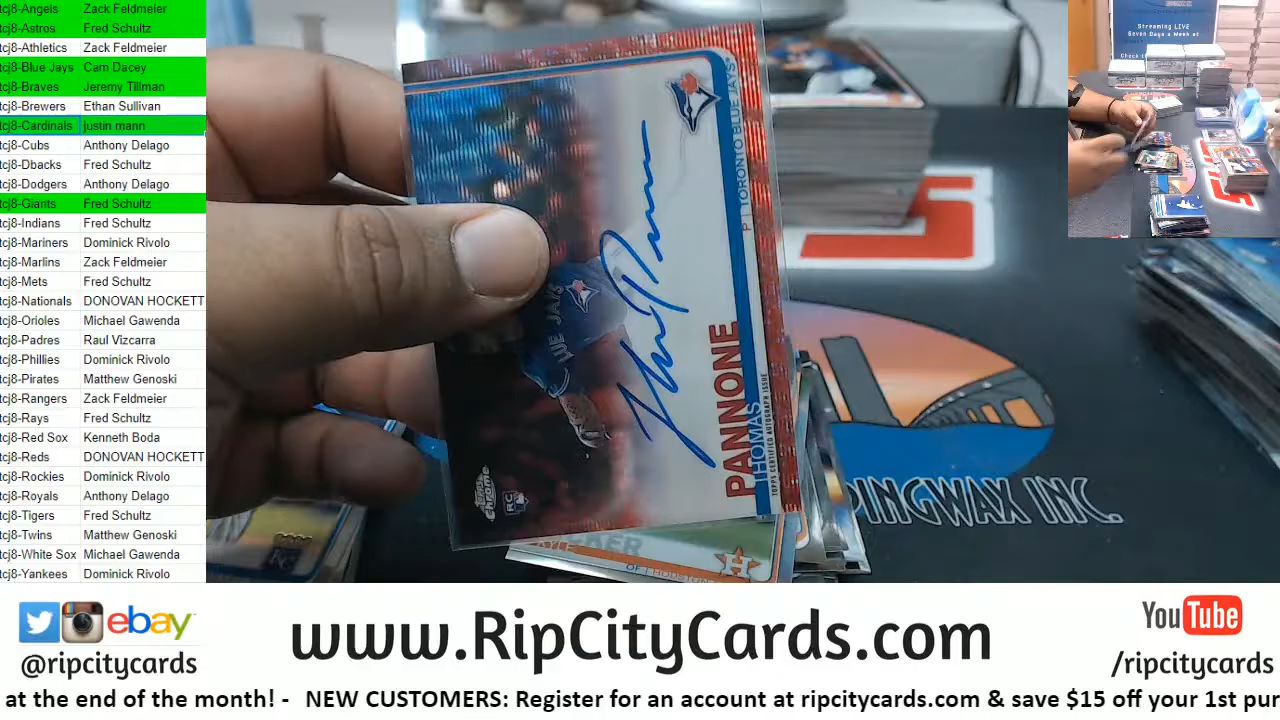 tcj8-Angels Zack Feldmeier
tcj8-Astros Fred Schultz
tcj8-Athletics Zack Feldmeier
tcj8-Blue Jays Cam Dacey
tcj8-Braves Jeremy Tillman
tcj8-Brewers Ethan Sullivan
tcj8-Cardinals justin mann
tcj8-Cubs Anthony Delago
tcj8-Dbacks Fred Schultz
tcj8-Dodgers Anthony Delago
tcj8-Giants Fred Schultz
tcj8-Indians Fred Schultz
tcj8-Mariners Dominick Rivolo
tcj8-Marlins Zack Feldmeier
tcj8-Mets Fred Schultz
tcj8-Nationals DONOVAN HOCKETT
tcj8-Orioles Michael Gawenda
tcj8-Padres Raul Vizcarra
tcj8-Phillies Dominick Rivolo
tcj8-Pirates Matthew Genoski
tcj8-Rangers Zack Feldmeier
tcj8-Rays Fred Schultz
tcj8-Red Sox Kenneth Boda
tcj8-Reds DONOVAN HOCKETT
tcj8-Rockies Dominick Rivolo
tcj8-Royals Anthony Delago
tcj8-Tigers Fred Schultz
tcj8-Twins Matthew Genoski
tcj8-White Sox Michael Gawenda
tcj8-Yankees Dominick Rivolo
P | TORONTO BLUE JAYS
PANNONE
THOMAS
TOPPS CERTIFIED AUTOGRAPH ISSUE
Topps Chrome
RC
OF | HOUSTON
PINGWAX INC.
Streaming LIVE
Seven Days a Week at
ebay
@ripcitycards
www.RipCityCards.com
YouTube
/ripcitycards
at the end of the month! - NEW CUSTOMERS: Register for an account at ripcitycards.com & save $15 off your 1st pur